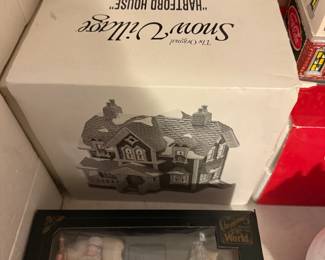 The Original
Snow Village
"HARTFORD HOUSE"
World